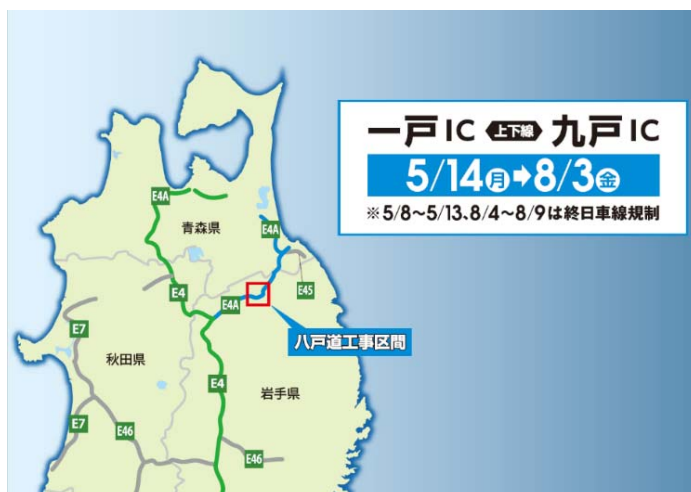 一戸IC 上下線 九戸IC
5/14月➡8/3金
※5/8〜5/13、8/4〜8/9は終日車線規制
E4A
青森県
E4A
E4
E4A
E45
八戸道工事区間
E7
秋田県
E4
岩手県
E7
E46
E46